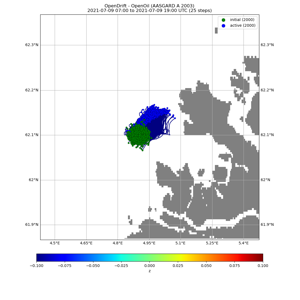 OpenDrift - OpenOil (AASGARD A 2003)
2021-07-09 07:00 to 2021-07-09 19:00 UTC (25 steps)
initial (2000)
active (2000)
62.3°N 62.3°N
62.2°N 62.2°N
62.1°N 62.1°N
62°N 62°N
61.9°N 61.9°N
4.5°E 4.65°E 4.8°E 4.95°E 5.1°E 5.25°E 5.4°E
−0.100 −0.075 −0.050 −0.025 0.000 0.025 0.050 0.075 0.100